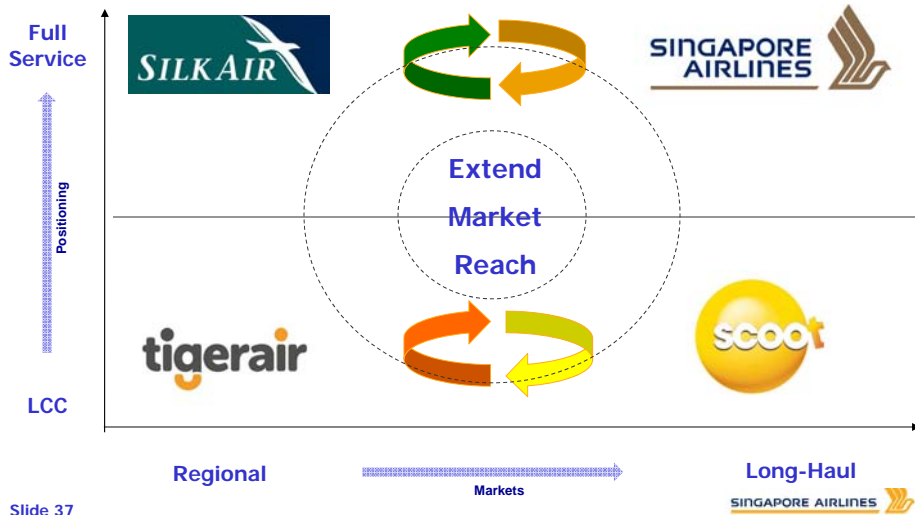 Full
Service
SILKAIR
SINGAPORE
AIRLINES
Positioning
Extend
Market
Reach
tigerair
scoot
LCC
Regional
Markets
Long-Haul
Slide 37
SINGAPORE AIRLINES